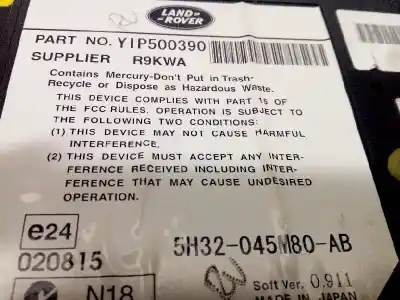 LAND-
ROVER
PART NO. YIP500390
SUPPLIER R9KWA
Contains Mercury-Don't Put in Trash
Recycle or Dispose as Hazardous Waste.
THIS DEVICE COMPLIES WITH PART 15 OF
THE FCC RULES. OPERATION IS SUBJECT TO
THE FOLLOWING TWO CONDITIONS:
(1) THIS DEVICE MAY NOT CAUSE HARMFUL
INTERFERENCE.
(2) THIS DEVICE MUST ACCEPT ANY INTER-
FERENCE RECEIVED INCLUDING INTER-
FERENCE THAT MAY CAUSE UNDESIRED
OPERATION.
e24
020815
5H32-045M80-AB
Soft Ver. 0.911
N18
MADE IN JAPAN